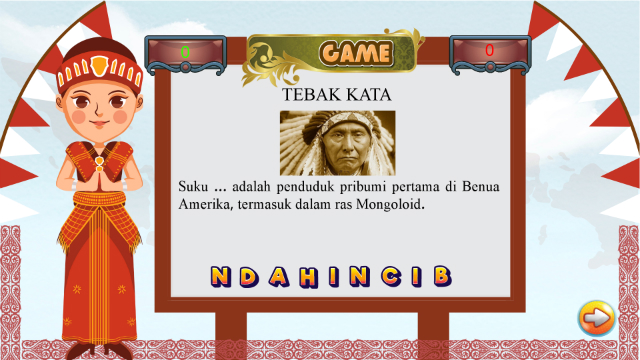 0
GAME
0
TEBAK KATA
Suku ... adalah penduduk pribumi pertama di Benua
Amerika, termasuk dalam ras Mongoloid.
N D A H I N C I B